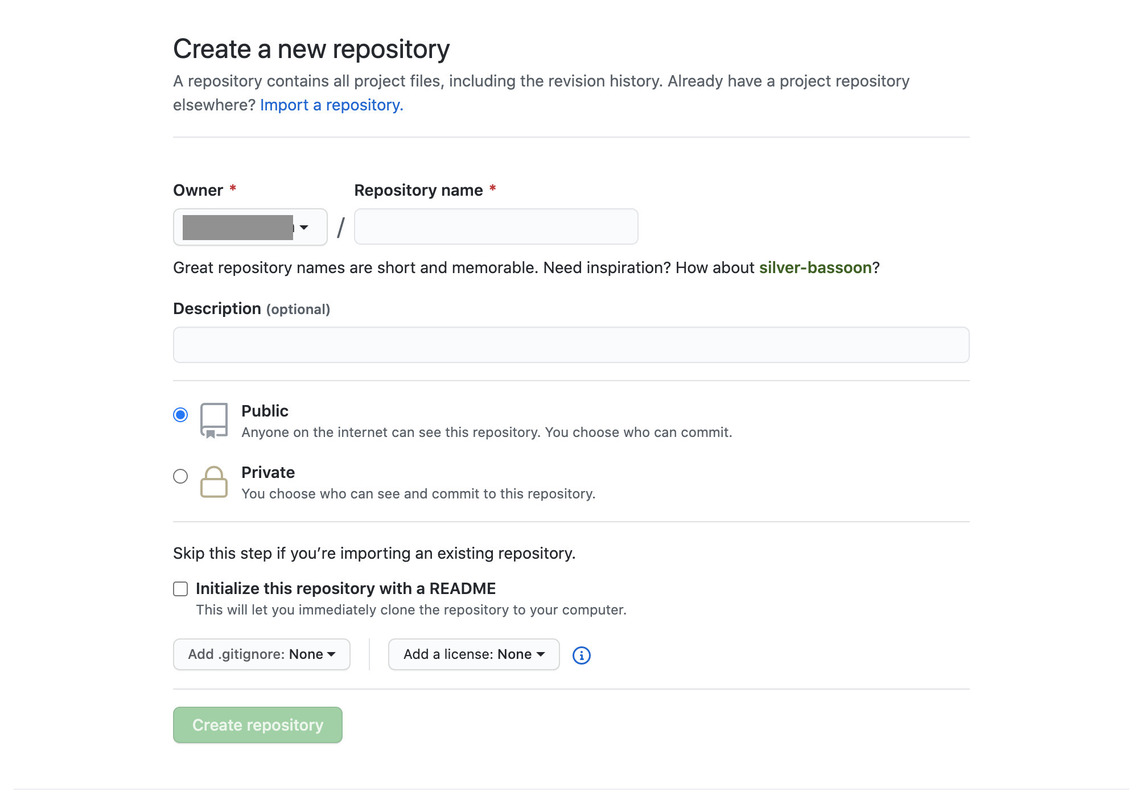 Create a new repository
A repository contains all project files, including the revision history. Already have a project repository
elsewhere? Import a repository.
Owner *
Repository name *
/
Great repository names are short and memorable. Need inspiration? How about silver-bassoon?
Description (optional)
Public
Anyone on the internet can see this repository. You choose who can commit.
Private
You choose who can see and commit to this repository.
Skip this step if you’re importing an existing repository.
Initialize this repository with a README
This will let you immediately clone the repository to your computer.
Add .gitignore: None
Add a license: None
Create repository